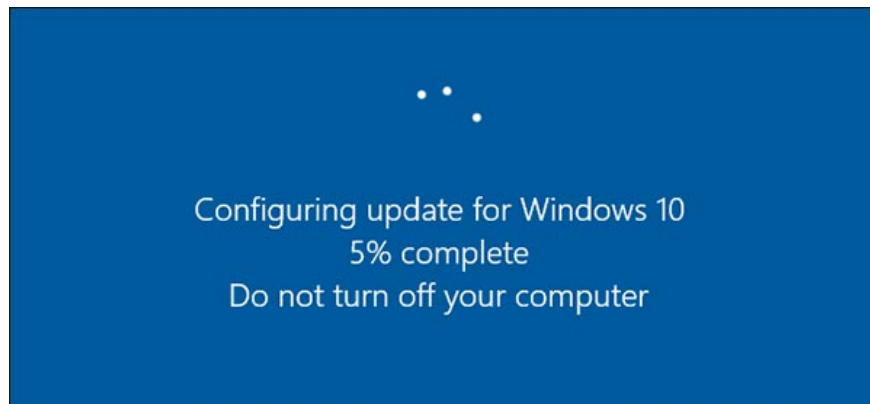 Configuring update for Windows 10
5% complete
Do not turn off your computer